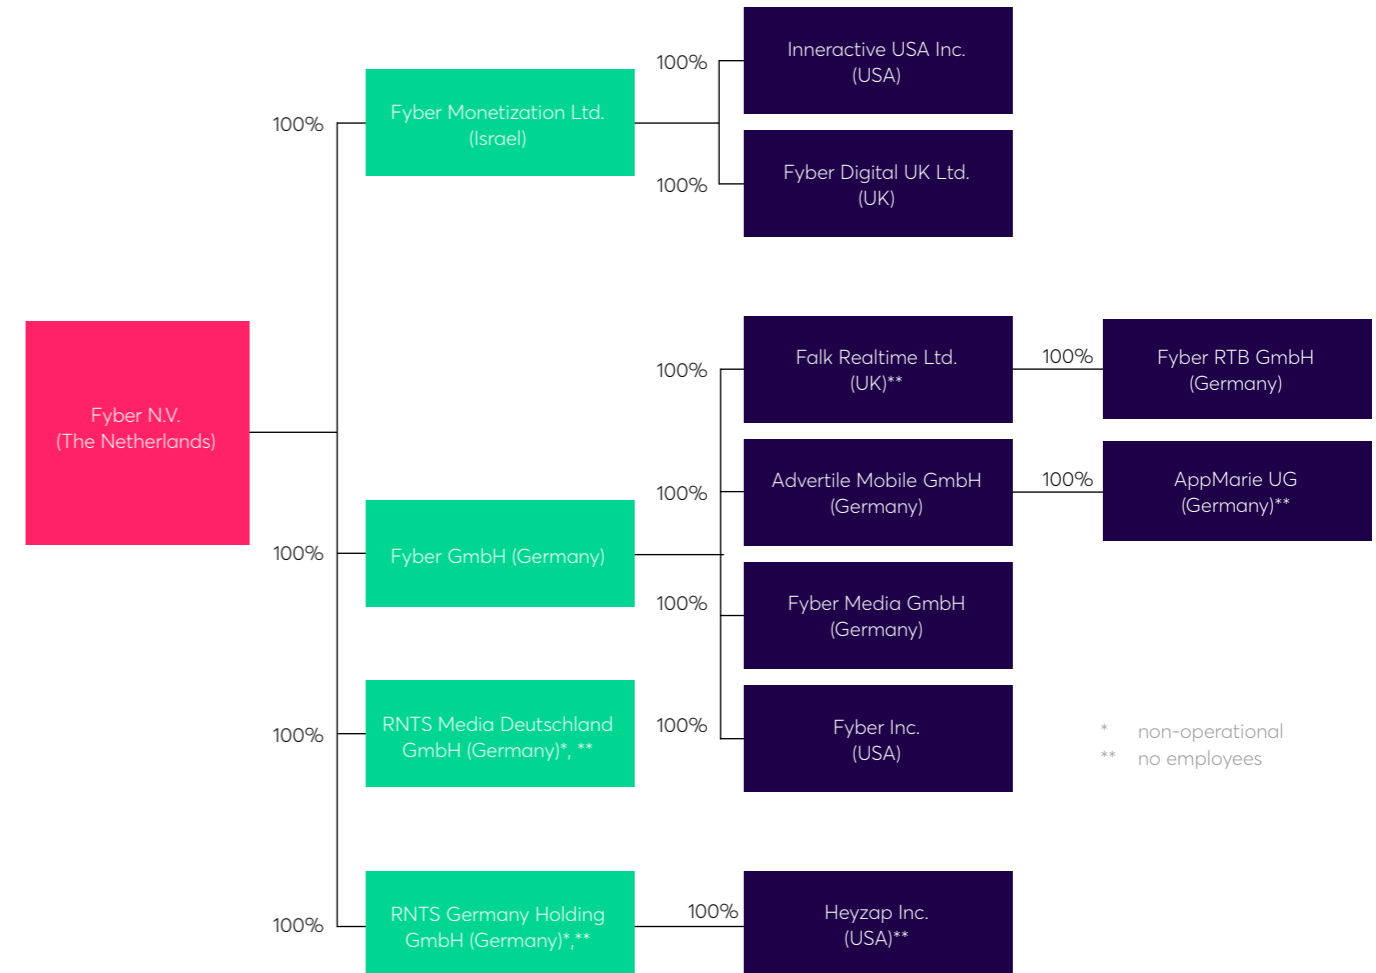 Fyber N.V.
(The Netherlands)
100%
Fyber Monetization Ltd.
(Israel)
100%
Inneractive USA Inc.
(USA)
100%
Fyber Digital UK Ltd.
(UK)
100%
Fyber GmbH (Germany)
100%
Falk Realtime Ltd.
(UK)**
100%
Fyber RTB GmbH
(Germany)
100%
Advertile Mobile GmbH
(Germany)
100%
AppMarie UG
(Germany)**
100%
Fyber Media GmbH
(Germany)
100%
Fyber Inc.
(USA)
100%
RNTS Media Deutschland
GmbH (Germany)*, **
100%
RNTS Germany Holding
GmbH (Germany)*,**
100%
Heyzap Inc.
(USA)**
* non-operational
** no employees